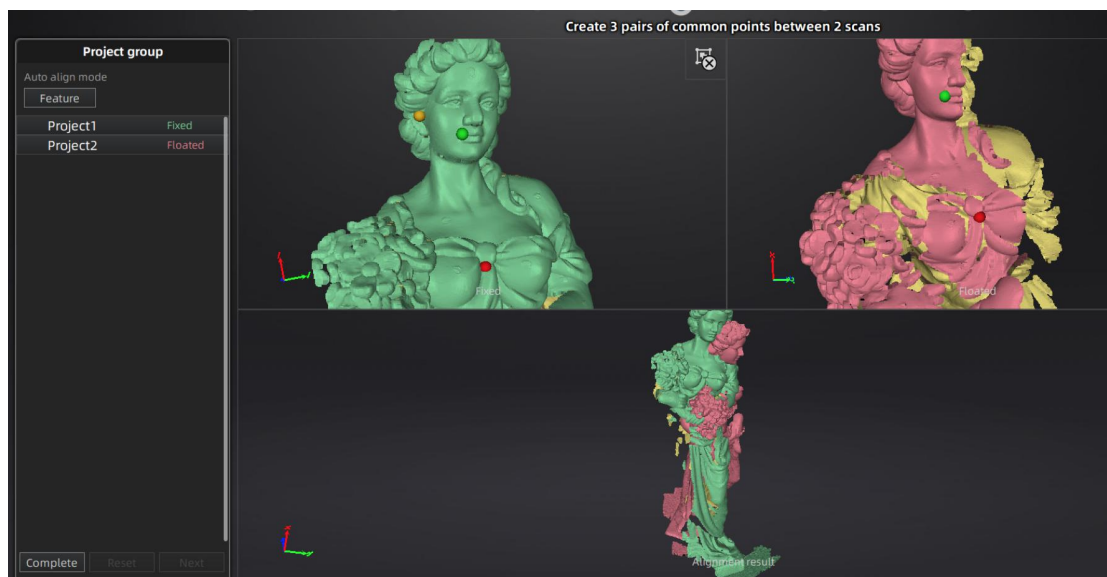 Create 3 pairs of common points between 2 scans
Project group
Auto align mode
Feature
Project1 Fixed
Project2 Floated
Fixed
Floated
Alignment result
Complete Reset Next